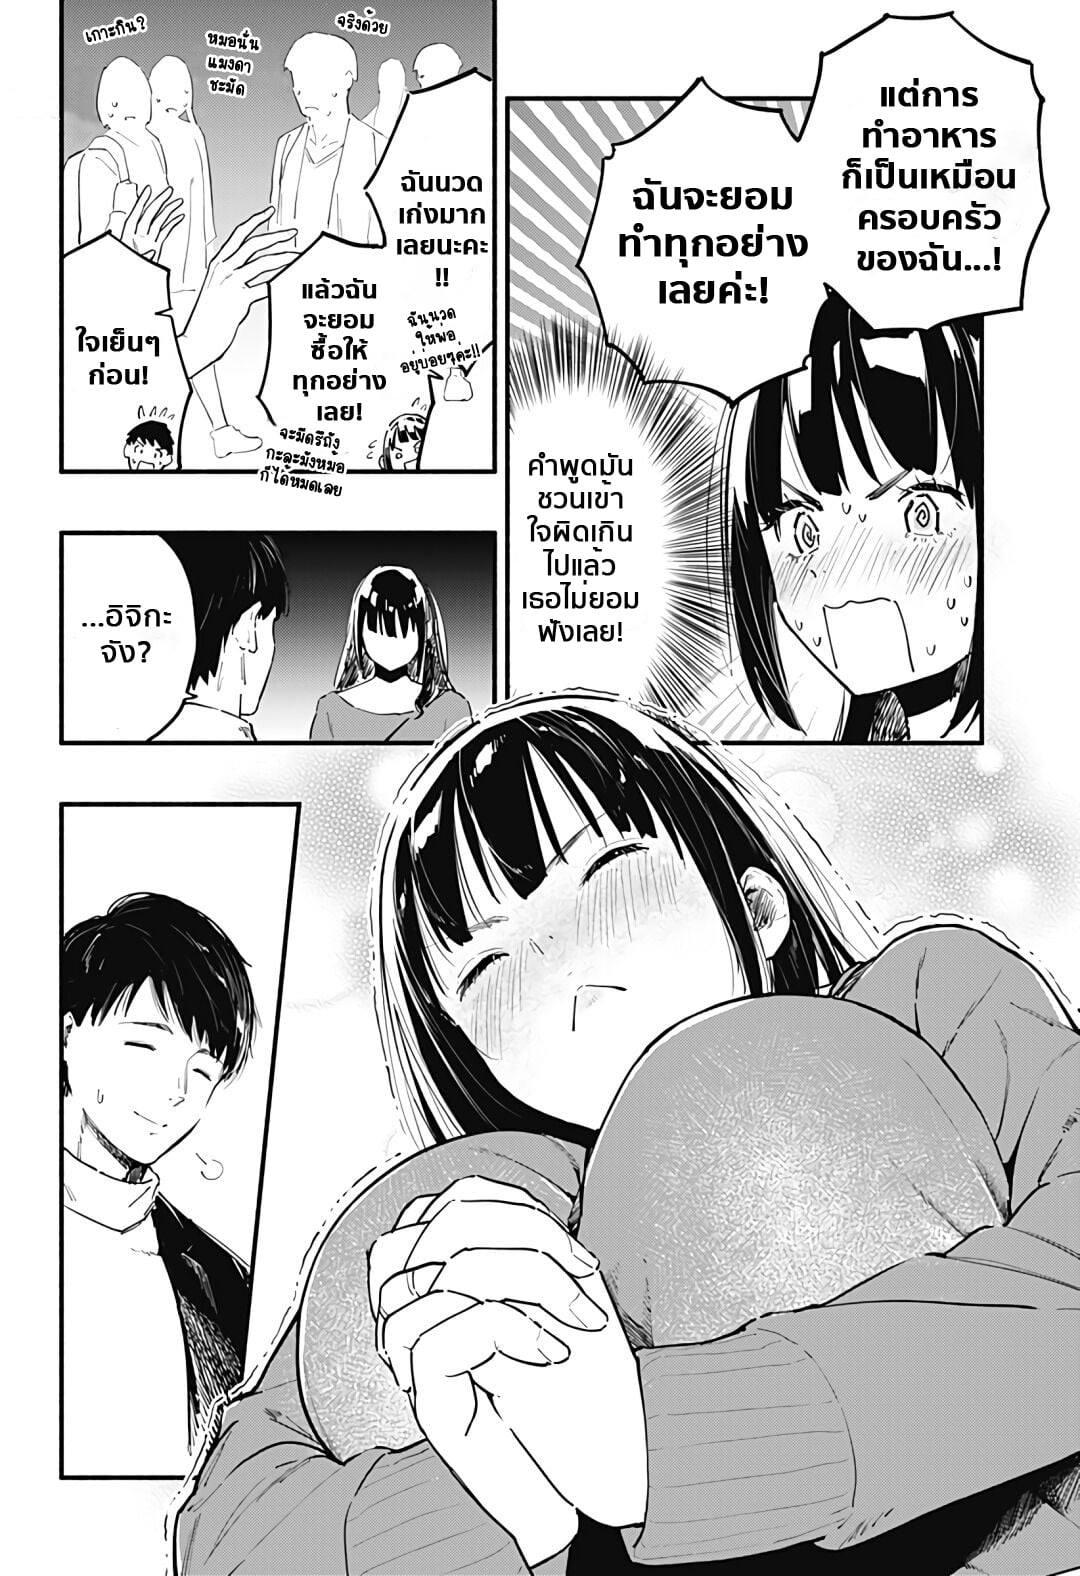 แต่การ
ทำอาหาร
ก็เป็นเหมือน
ครอบครัว
ของฉัน...!
ฉันจะยอม
ทำทุกอย่าง
เลยค่ะ!
คำพูดมัน
ชวนเข้า
ใจผิดเกิน
ไปแล้ว
เธอไม่ยอม
ฟังเลย!
จริงด้วย
หมอนั่น
แมงดา
ชะมัด
เกาะกิน?
ฉันนวด
เก่งมาก
เลยนะคะ
!!
ฉันนวด
ให้พ่อ
อยู่บ่อยๆค่ะ!!
แล้วฉัน
จะยอม
ซื้อให้
ทุกอย่าง
เลย!
จะมีดรึถัง
กะละมังหม้อ
ก็ได้หมดเลย
ใจเย็นๆ
ก่อน!
...อิจิกะ
จัง?